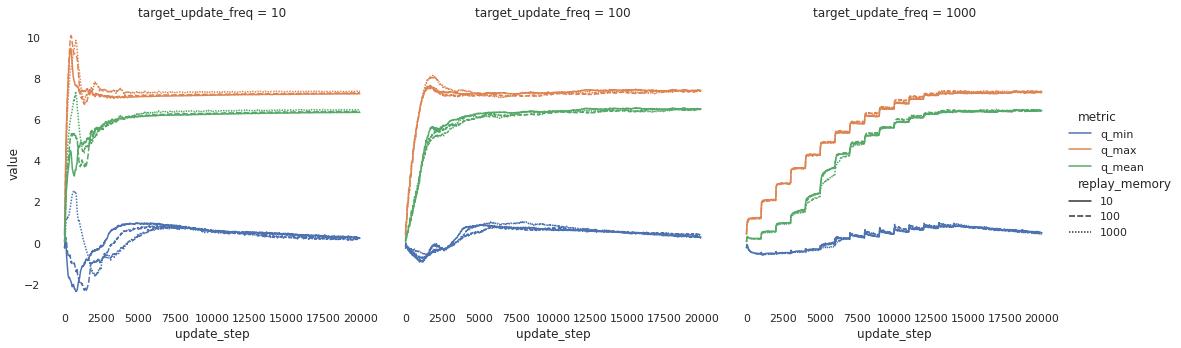 target_update_freq = 10
target_update_freq = 100
target_update_freq = 1000
value
10
8
6
4
2
0
−2
0 2500 5000 7500 10000 12500 15000 17500 20000
0 2500 5000 7500 10000 12500 15000 17500 20000
0 2500 5000 7500 10000 12500 15000 17500 20000
update_step
update_step
update_step
metric
q_min
q_max
q_mean
replay_memory
10
100
1000